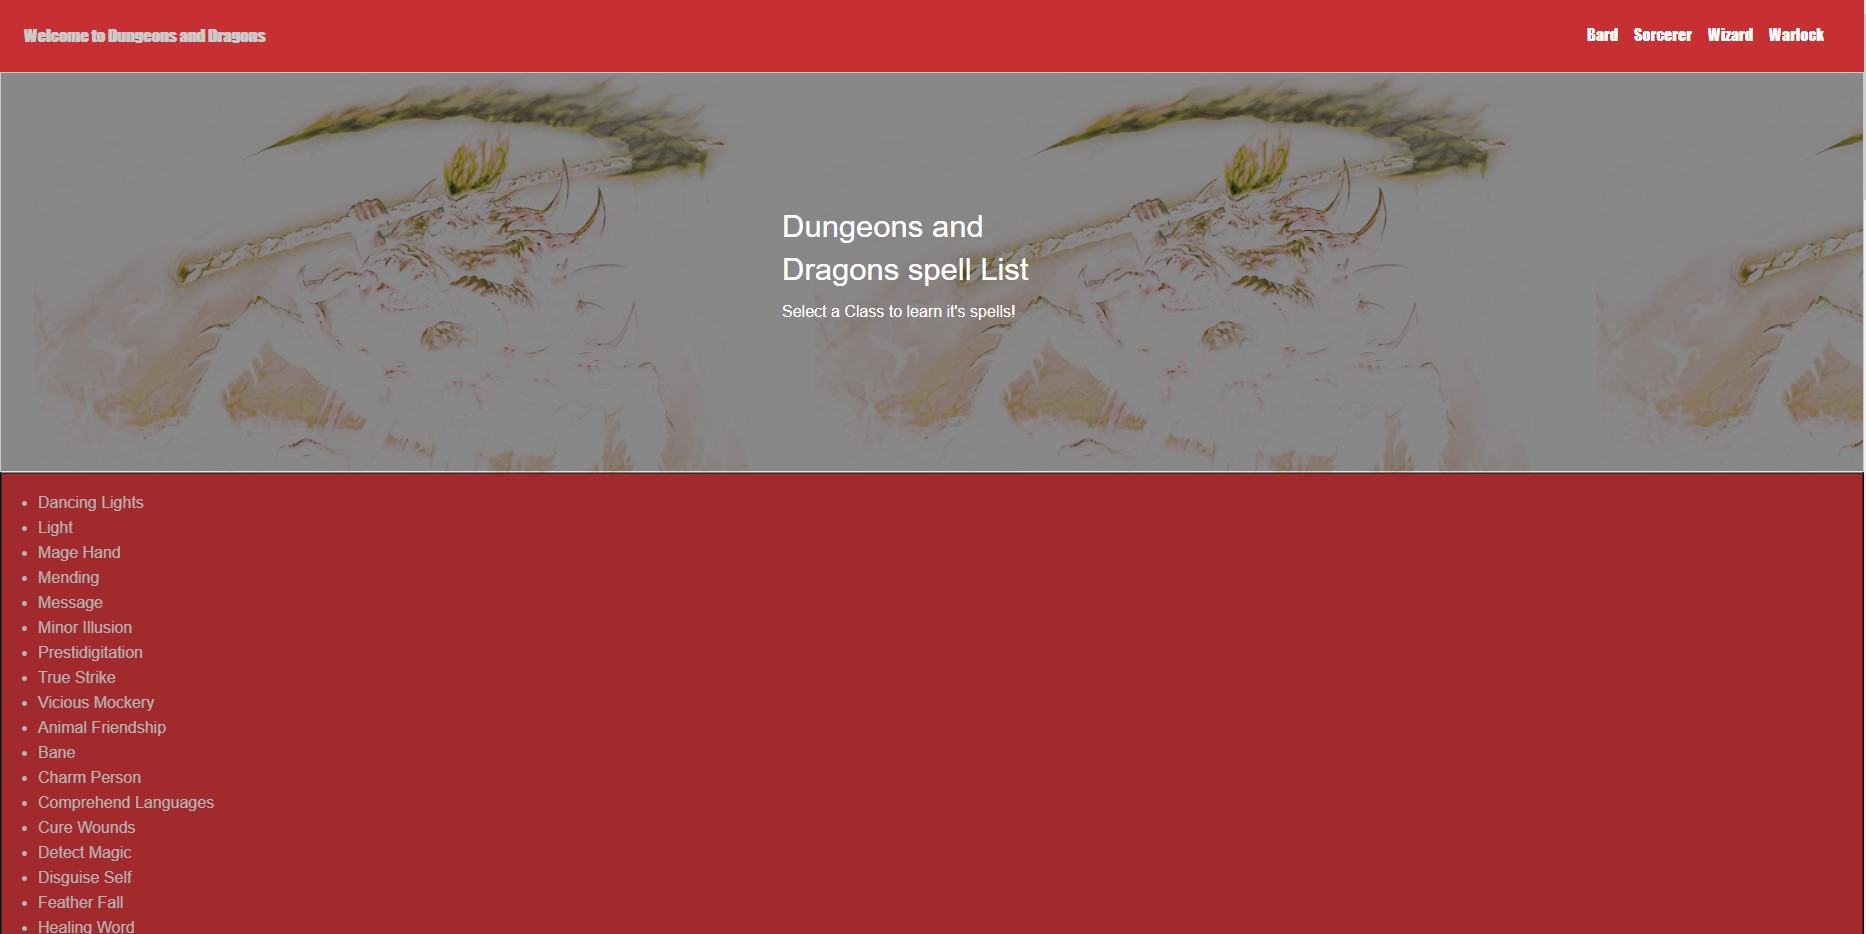 Welcome to Dungeons and Dragons
Bard Sorcerer Wizard Warlock
Dungeons and
Dragons spell List
Select a Class to learn it's spells!
Dancing Lights
Light
Mage Hand
Mending
Message
Minor Illusion
Prestidigitation
True Strike
Vicious Mockery
Animal Friendship
Bane
Charm Person
Comprehend Languages
Cure Wounds
Detect Magic
Disguise Self
Feather Fall
Healing Word